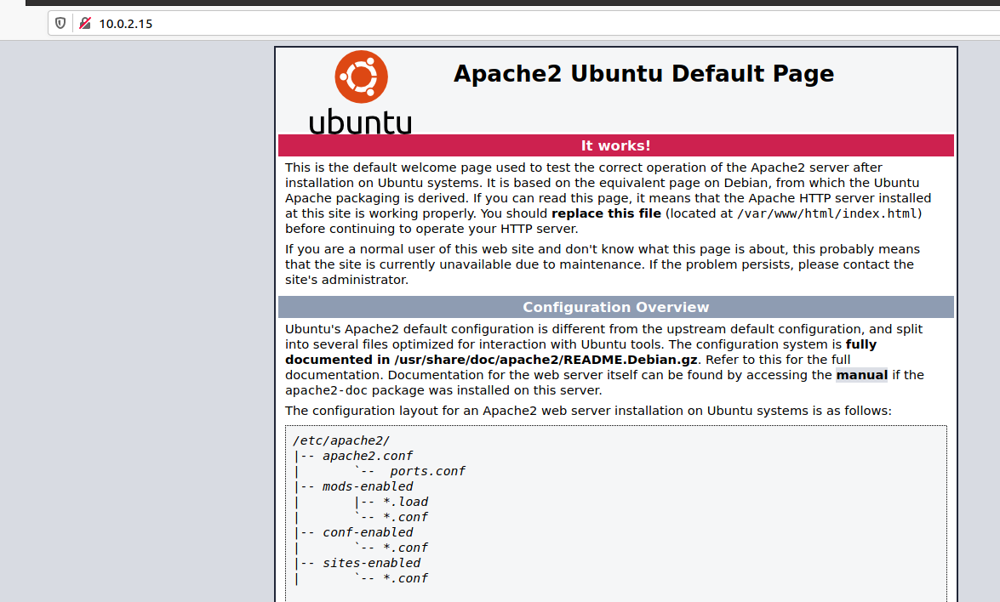 10.0.2.15
Apache2 Ubuntu Default Page
ubuntu
It works!
This is the default welcome page used to test the correct operation of the Apache2 server after
installation on Ubuntu systems. It is based on the equivalent page on Debian, from which the Ubuntu
Apache packaging is derived. If you can read this page, it means that the Apache HTTP server installed
at this site is working properly. You should replace this file (located at /var/www/html/index.html)
before continuing to operate your HTTP server.
If you are a normal user of this web site and don't know what this page is about, this probably means
that the site is currently unavailable due to maintenance. If the problem persists, please contact the
site's administrator.
Configuration Overview
Ubuntu's Apache2 default configuration is different from the upstream default configuration, and split
into several files optimized for interaction with Ubuntu tools. The configuration system is fully
documented in /usr/share/doc/apache2/README.Debian.gz. Refer to this for the full
documentation. Documentation for the web server itself can be found by accessing the manual if the
apache2-doc package was installed on this server.
The configuration layout for an Apache2 web server installation on Ubuntu systems is as follows:
/etc/apache2/
|-- apache2.conf
|       `--  ports.conf
|-- mods-enabled
|       |-- *.load
|       `-- *.conf
|-- conf-enabled
|       `-- *.conf
|-- sites-enabled
|       `-- *.conf